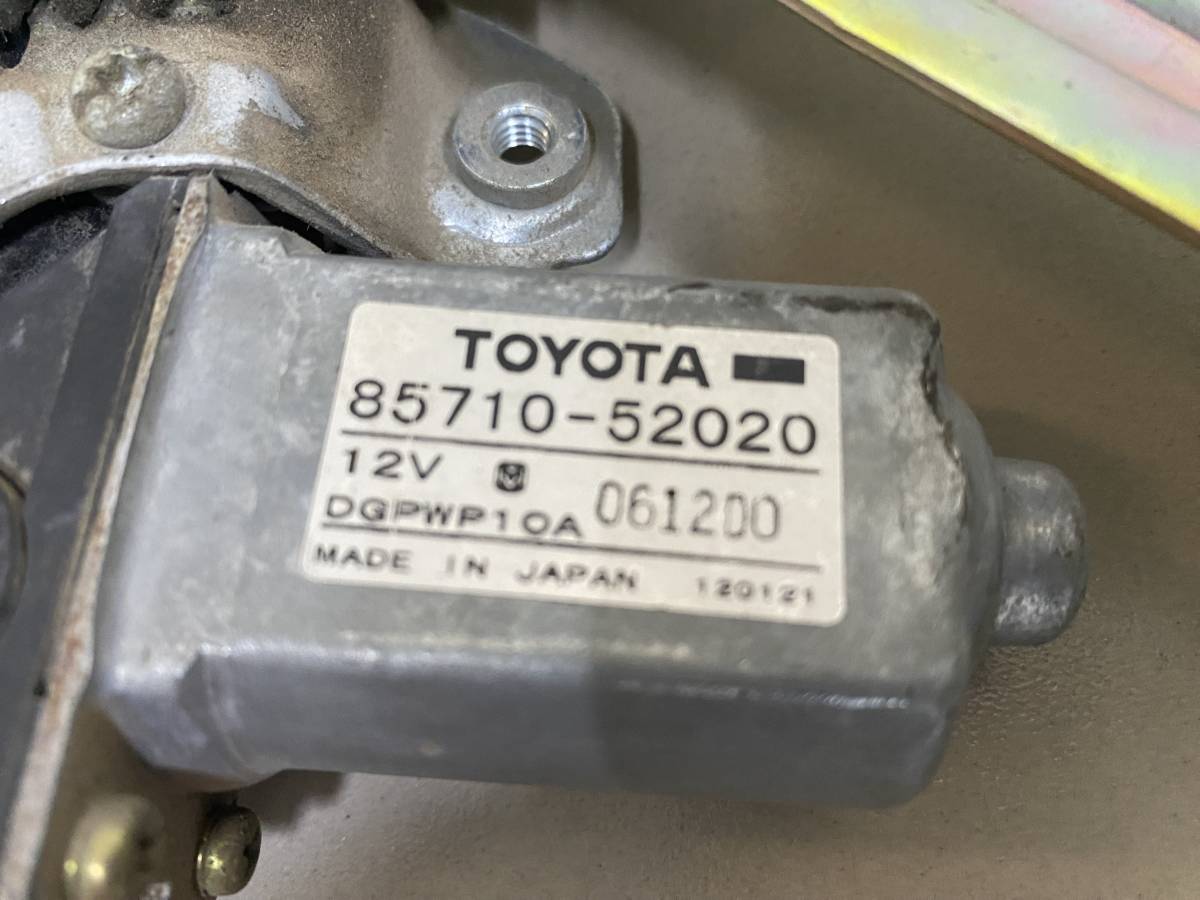 TOYOTA
85710-52020
12V
DGPWP10A 061200
MADE IN JAPAN 120121